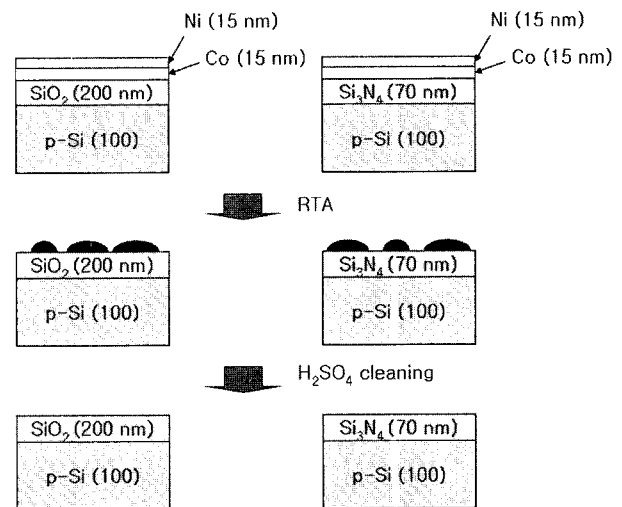 Ni (15 nm)
Co (15 nm)
SiO₂ (200 nm)
p-Si (100)
Ni (15 nm)
Co (15 nm)
Si₃N₄ (70 nm)
p-Si (100)
RTA
SiO₂ (200 nm)
p-Si (100)
Si₃N₄ (70 nm)
p-Si (100)
H₂SO₄ cleaning
SiO₂ (200 nm)
p-Si (100)
Si₃N₄ (70 nm)
p-Si (100)